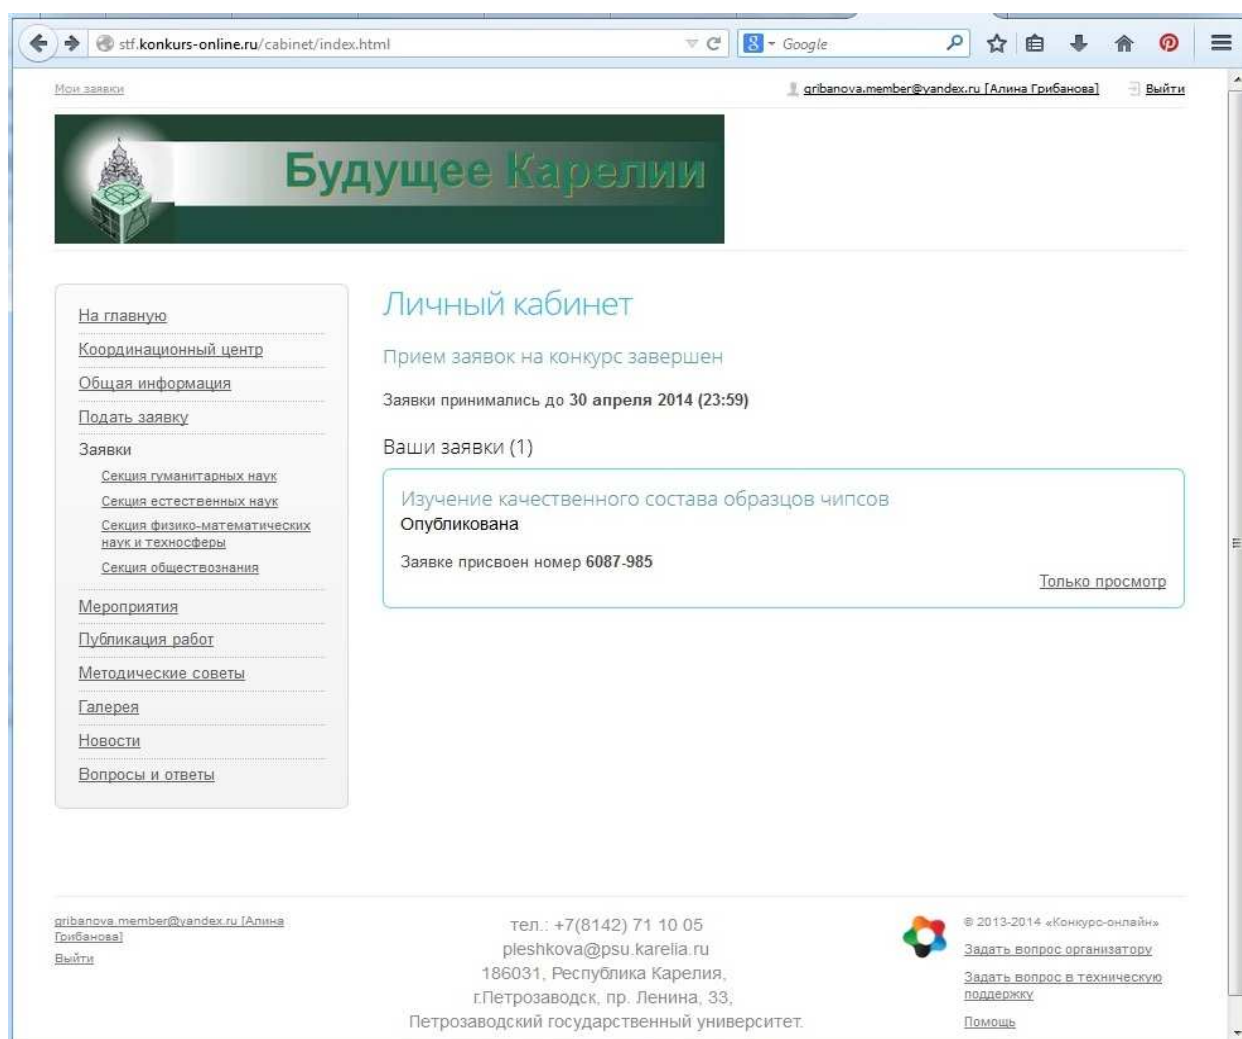 stf.konkurs-online.ru/cabinet/index.html
Google
Мои заявки
gribanova.member@yandex.ru [Алина Грибанова]
Выйти
Будущее Карелии
На главную
Координационный центр
Общая информация
Подать заявку
Заявки
Секция гуманитарных наук
Секция естественных наук
Секция физико-математических
наук и техносферы
Секция обществознания
Мероприятия
Публикация работ
Методические советы
Галерея
Новости
Вопросы и ответы
Личный кабинет
Прием заявок на конкурс завершен
Заявки принимались до 30 апреля 2014 (23:59)
Ваши заявки (1)
Изучение качественного состава образцов чипсов
Опубликована
Заявке присвоен номер 6087-985
Только просмотр
gribanova.member@yandex.ru [Алина
Грибанова]
Выйти
тел.: +7(8142) 71 10 05
pleshkova@psu.karelia.ru
186031, Республика Карелия,
г.Петрозаводск, пр. Ленина, 33,
Петрозаводский государственный университет.
© 2013-2014 «Конкурс-онлайн»
Задать вопрос организатору
Задать вопрос в техническую
поддержку
Помощь